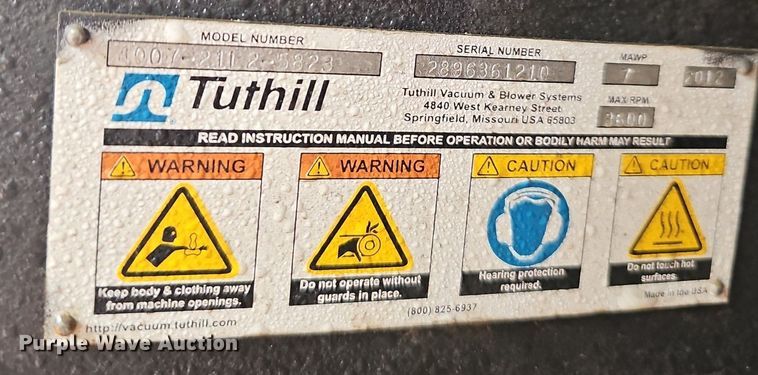 MODEL NUMBER
SERIAL NUMBER
MAWP
YEAR
2896361210
7
2012
Tuthill
Tuthill Vacuum & Blower Systems
4840 West Kearney Street
Springfield, Missouri USA 65803
MAX RPM
3600
READ INSTRUCTION MANUAL BEFORE OPERATION OR BODILY HARM MAY RESULT
WARNING
Keep body & clothing away
from machine openings.
WARNING
Do not operate without
guards in place.
CAUTION
Hearing protection
required.
CAUTION
Do not touch hot
surfaces.
http://vacuum.tuthill.com
(800) 825-6937
Made in the USA
Purple Wave Auction